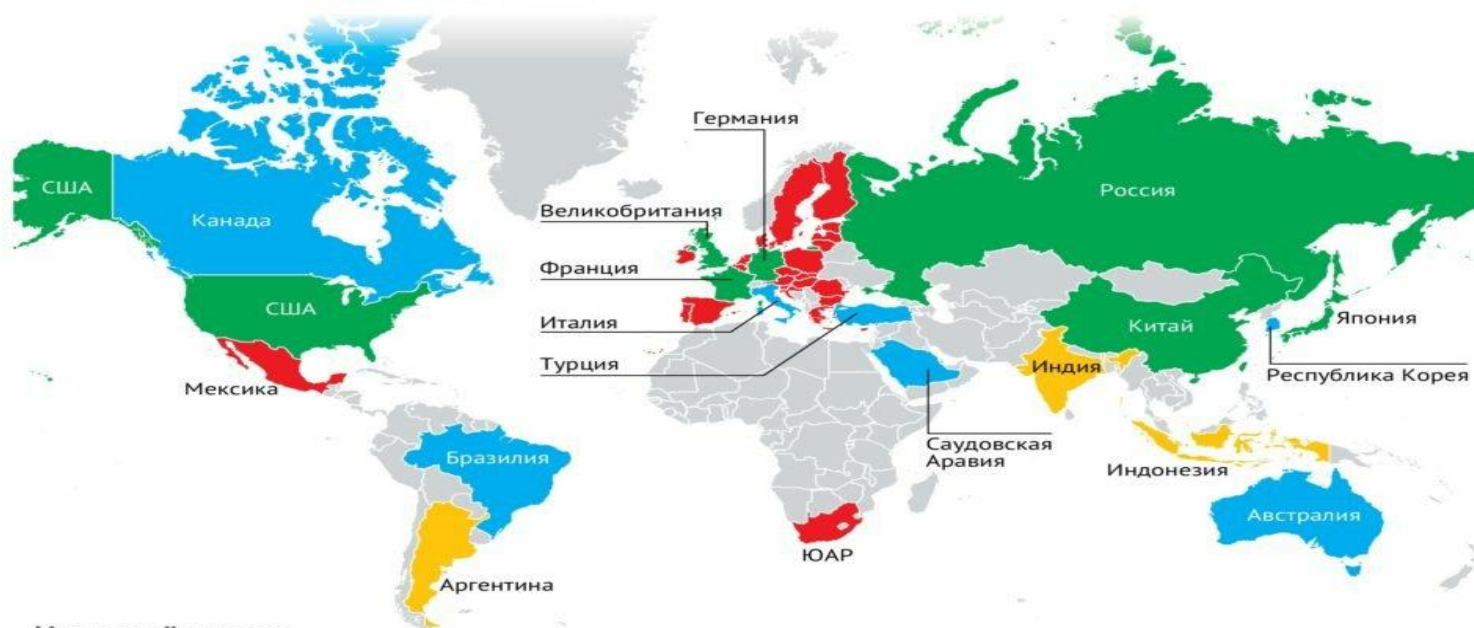 Германия
США
Россия
Канада
Великобритания
Франция
США
Италия
Китай
Япония
Турция
Индия
Республика Корея
Мексика
Саудовская
Аравия
Бразилия
Индонезия
Австралия
ЮАР
Аргентина